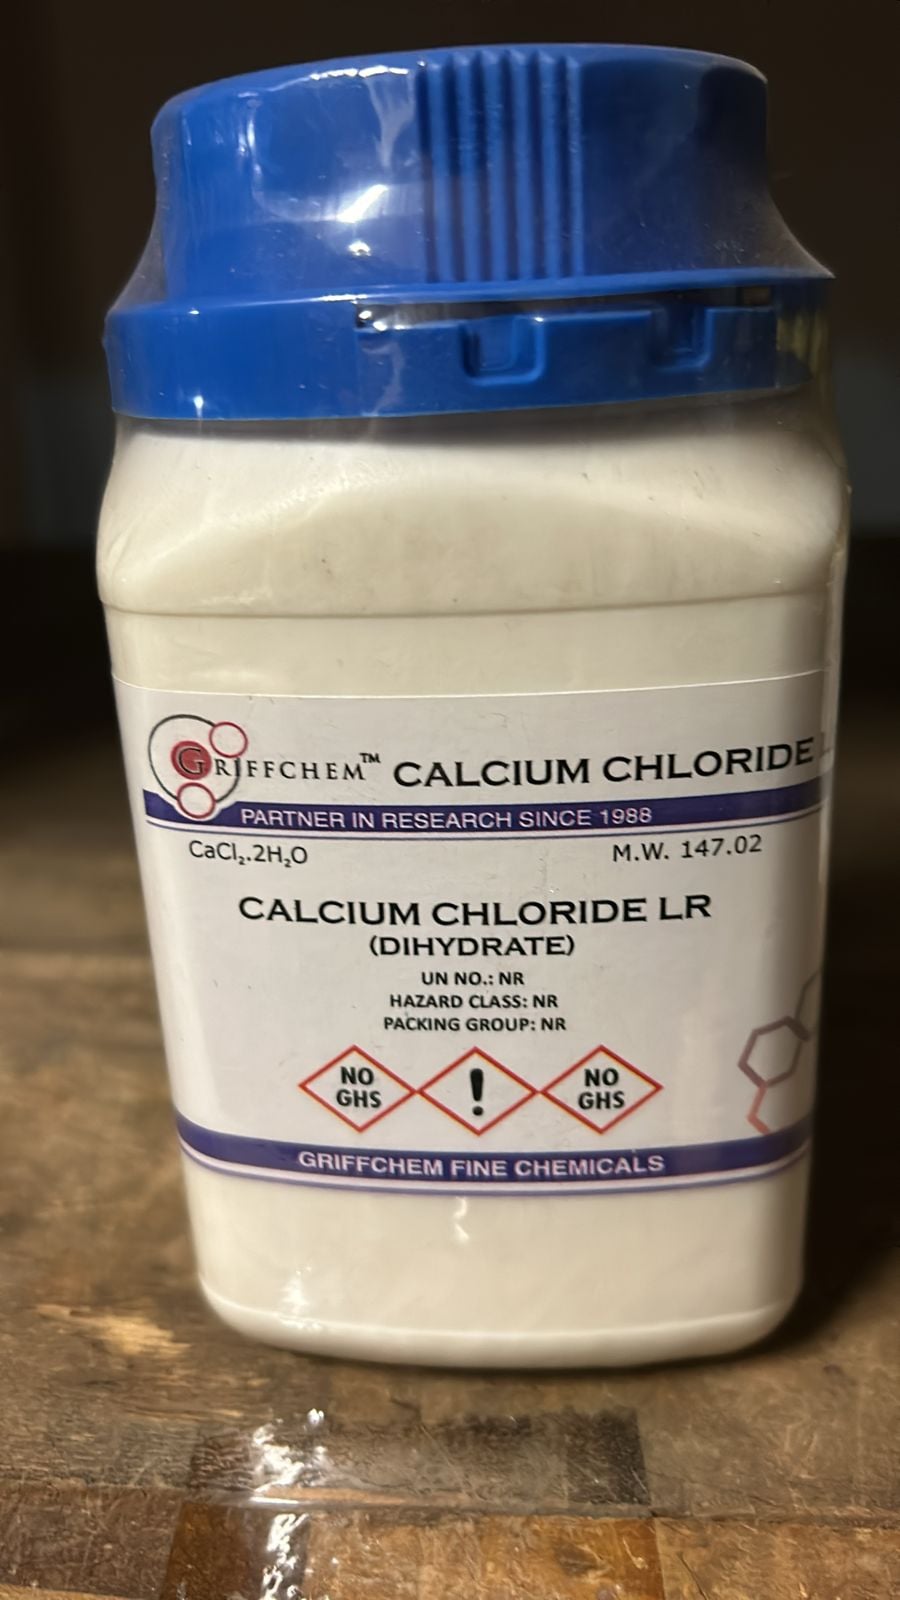 GRIFFCHEM™ CALCIUM CHLORIDE
PARTNER IN RESEARCH SINCE 1988
CaCl₂.2H₂O M.W. 147.02
CALCIUM CHLORIDE LR
(DIHYDRATE)
UN NO.: NR
HAZARD CLASS: NR
PACKING GROUP: NR
NO GHS ! NO GHS
GRIFFCHEM FINE CHEMICALS